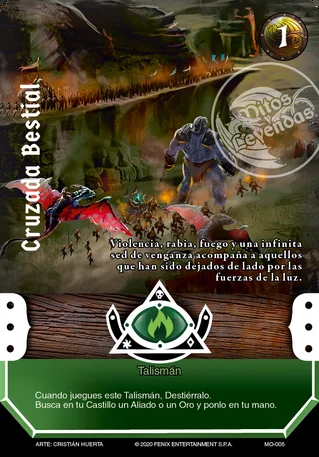 1
Mitos y
Leyendas
Cruzada Bestial
Violencia, rabia, fuego y una infinita
sed de venganza acompaña a aquellos
que han sido dejados de lado por las
fuerzas de la luz.
Talismán
Cuando juegues este Talismán, Destiérralo.
Busca en tu Castillo un Aliado o un Oro y ponlo en tu mano.
ARTE: CRISTIÁN HUERTA © 2020 FENIX ENTERTAINMENT S.P.A. MO-005